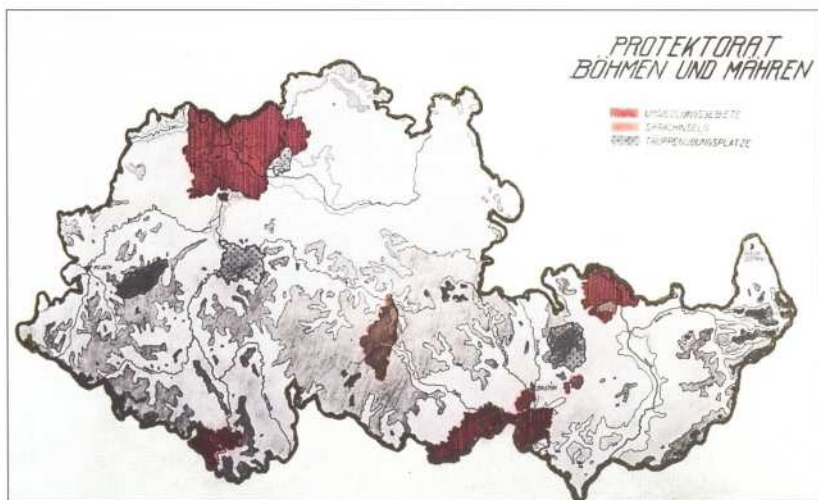 PROTEKTORAT
BÖHMEN UND MÄHREN
UMSIEDLUNGSGEBIETE
SPRACHINSELN
TRUPPENÜBUNGSPLÄTZE